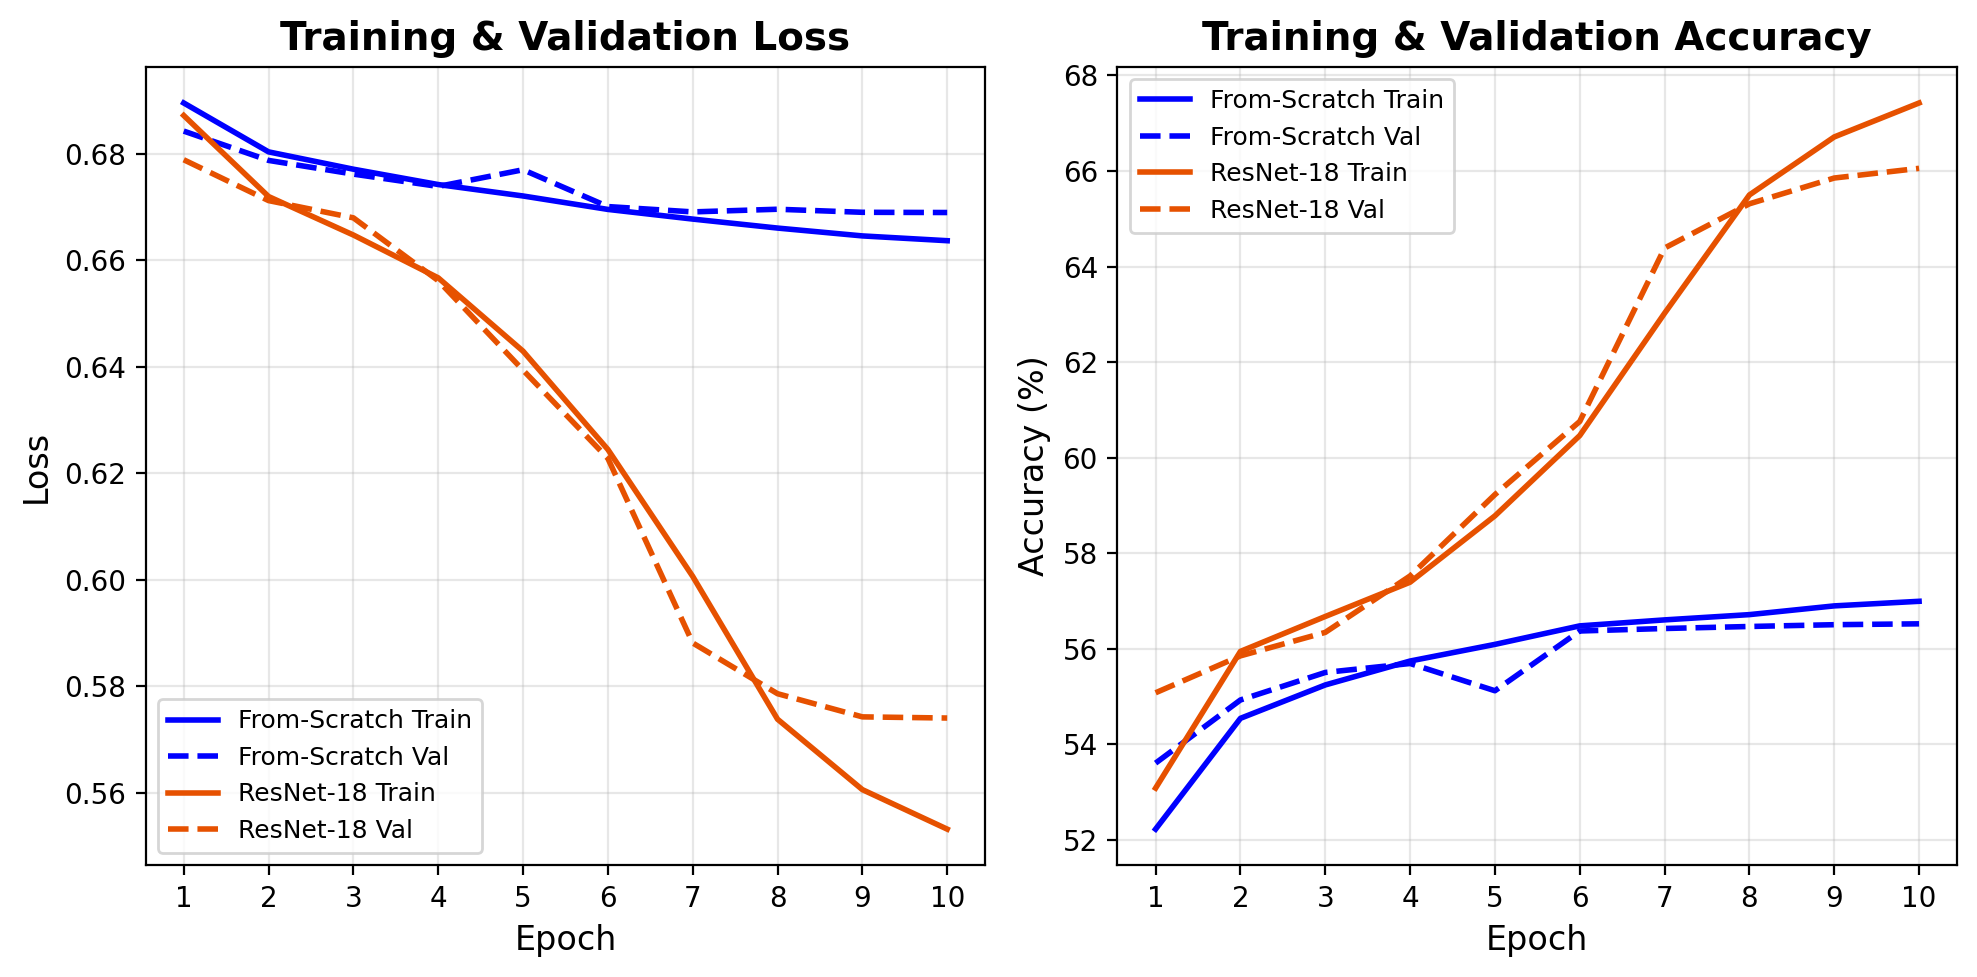 Training & Validation Loss
Loss
0.68
0.66
0.64
0.62
0.60
0.58
0.56
From-Scratch Train
From-Scratch Val
ResNet-18 Train
ResNet-18 Val
1 2 3 4 5 6 7 8 9 10
Epoch
Training & Validation Accuracy
Accuracy (%)
68
66
64
62
60
58
56
54
52
From-Scratch Train
From-Scratch Val
ResNet-18 Train
ResNet-18 Val
1 2 3 4 5 6 7 8 9 10
Epoch